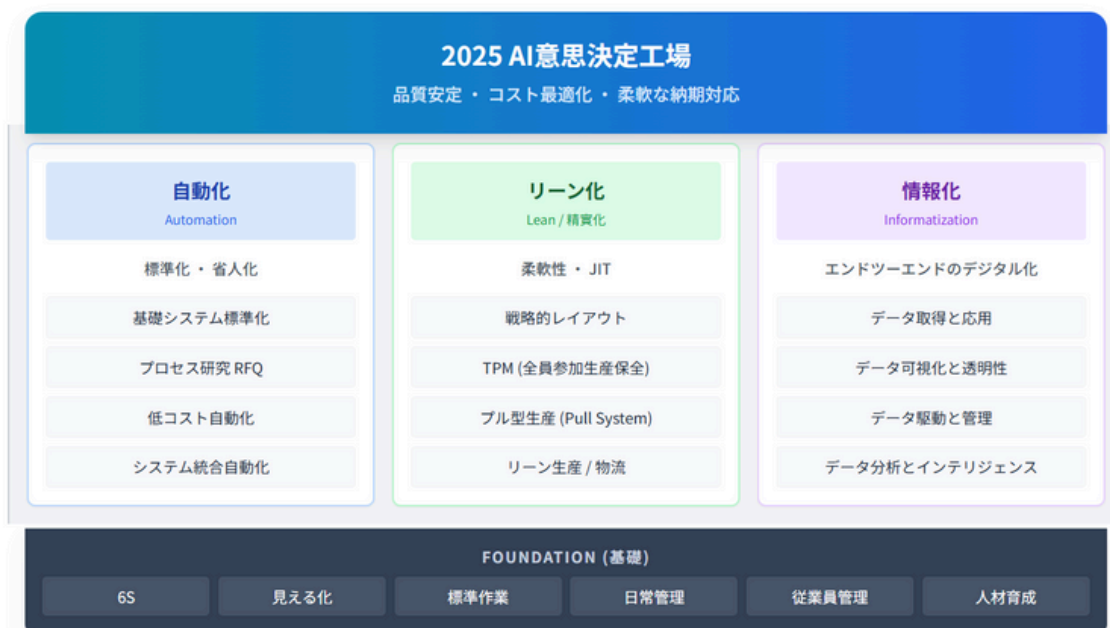 2025 AI意思決定工場
品質安定 ・ コスト最適化 ・ 柔軟な納期対応
自動化
Automation
標準化 ・ 省人化
基礎システム標準化
プロセス研究 RFQ
低コスト自動化
システム統合自動化
リーン化
Lean / 精實化
柔軟性 ・ JIT
戦略的レイアウト
TPM (全員参加生産保全)
プル型生産 (Pull System)
リーン生産 / 物流
情報化
Informatization
エンドツーエンドのデジタル化
データ取得と応用
データ可視化と透明性
データ駆動と管理
データ分析とインテリジェンス
FOUNDATION (基礎)
6S
見える化
標準作業
日常管理
従業員管理
人材育成